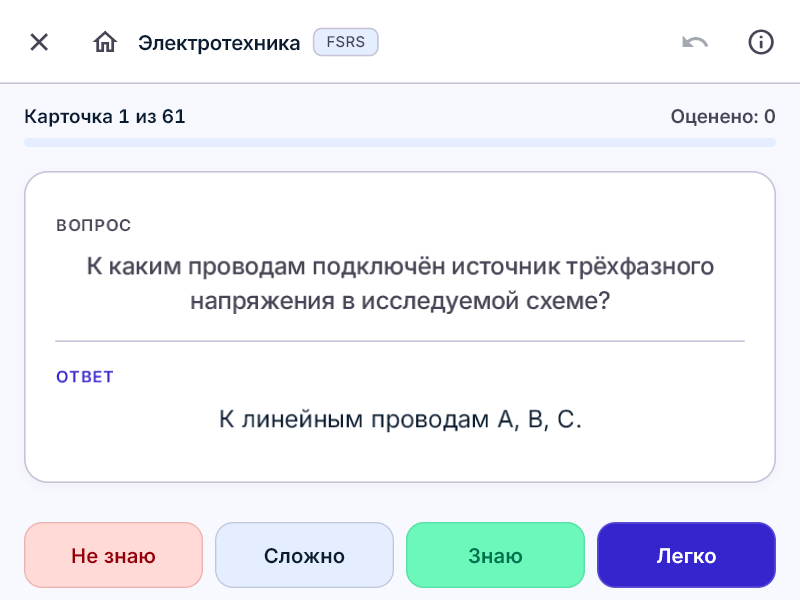 Электротехника FSRS
Карточка 1 из 61 Оценено: 0
ВОПРОС
К каким проводам подключён источник трёхфазного
напряжения в исследуемой схеме?
ОТВЕТ
К линейным проводам А, В, С.
Не знаю Сложно Знаю Легко